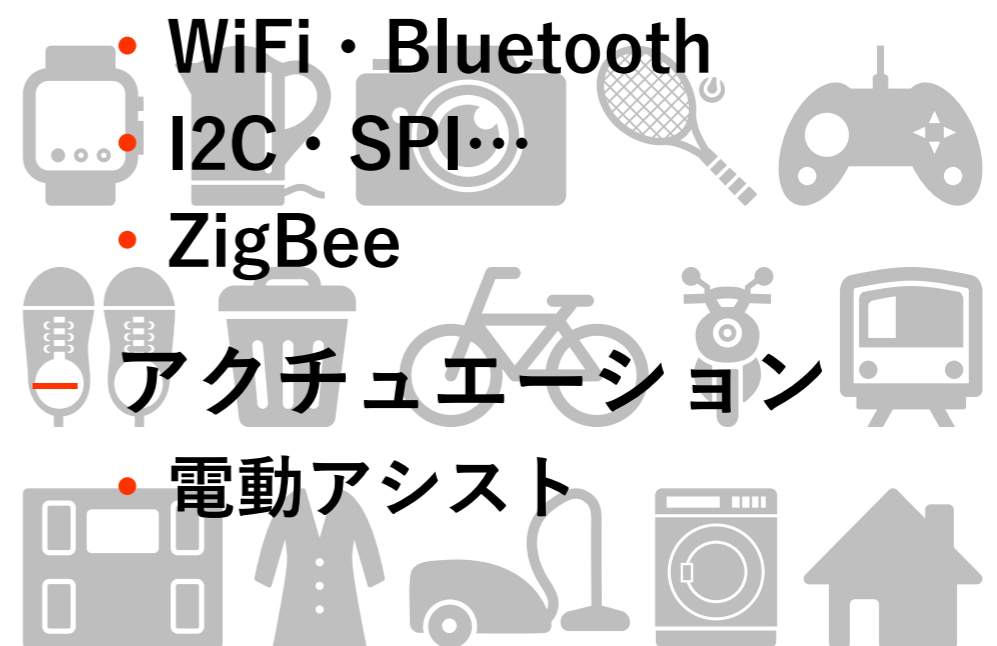 • WiFi・Bluetooth
• I2C・SPI…
• ZigBee
– アクチュエーション
• 電動アシスト